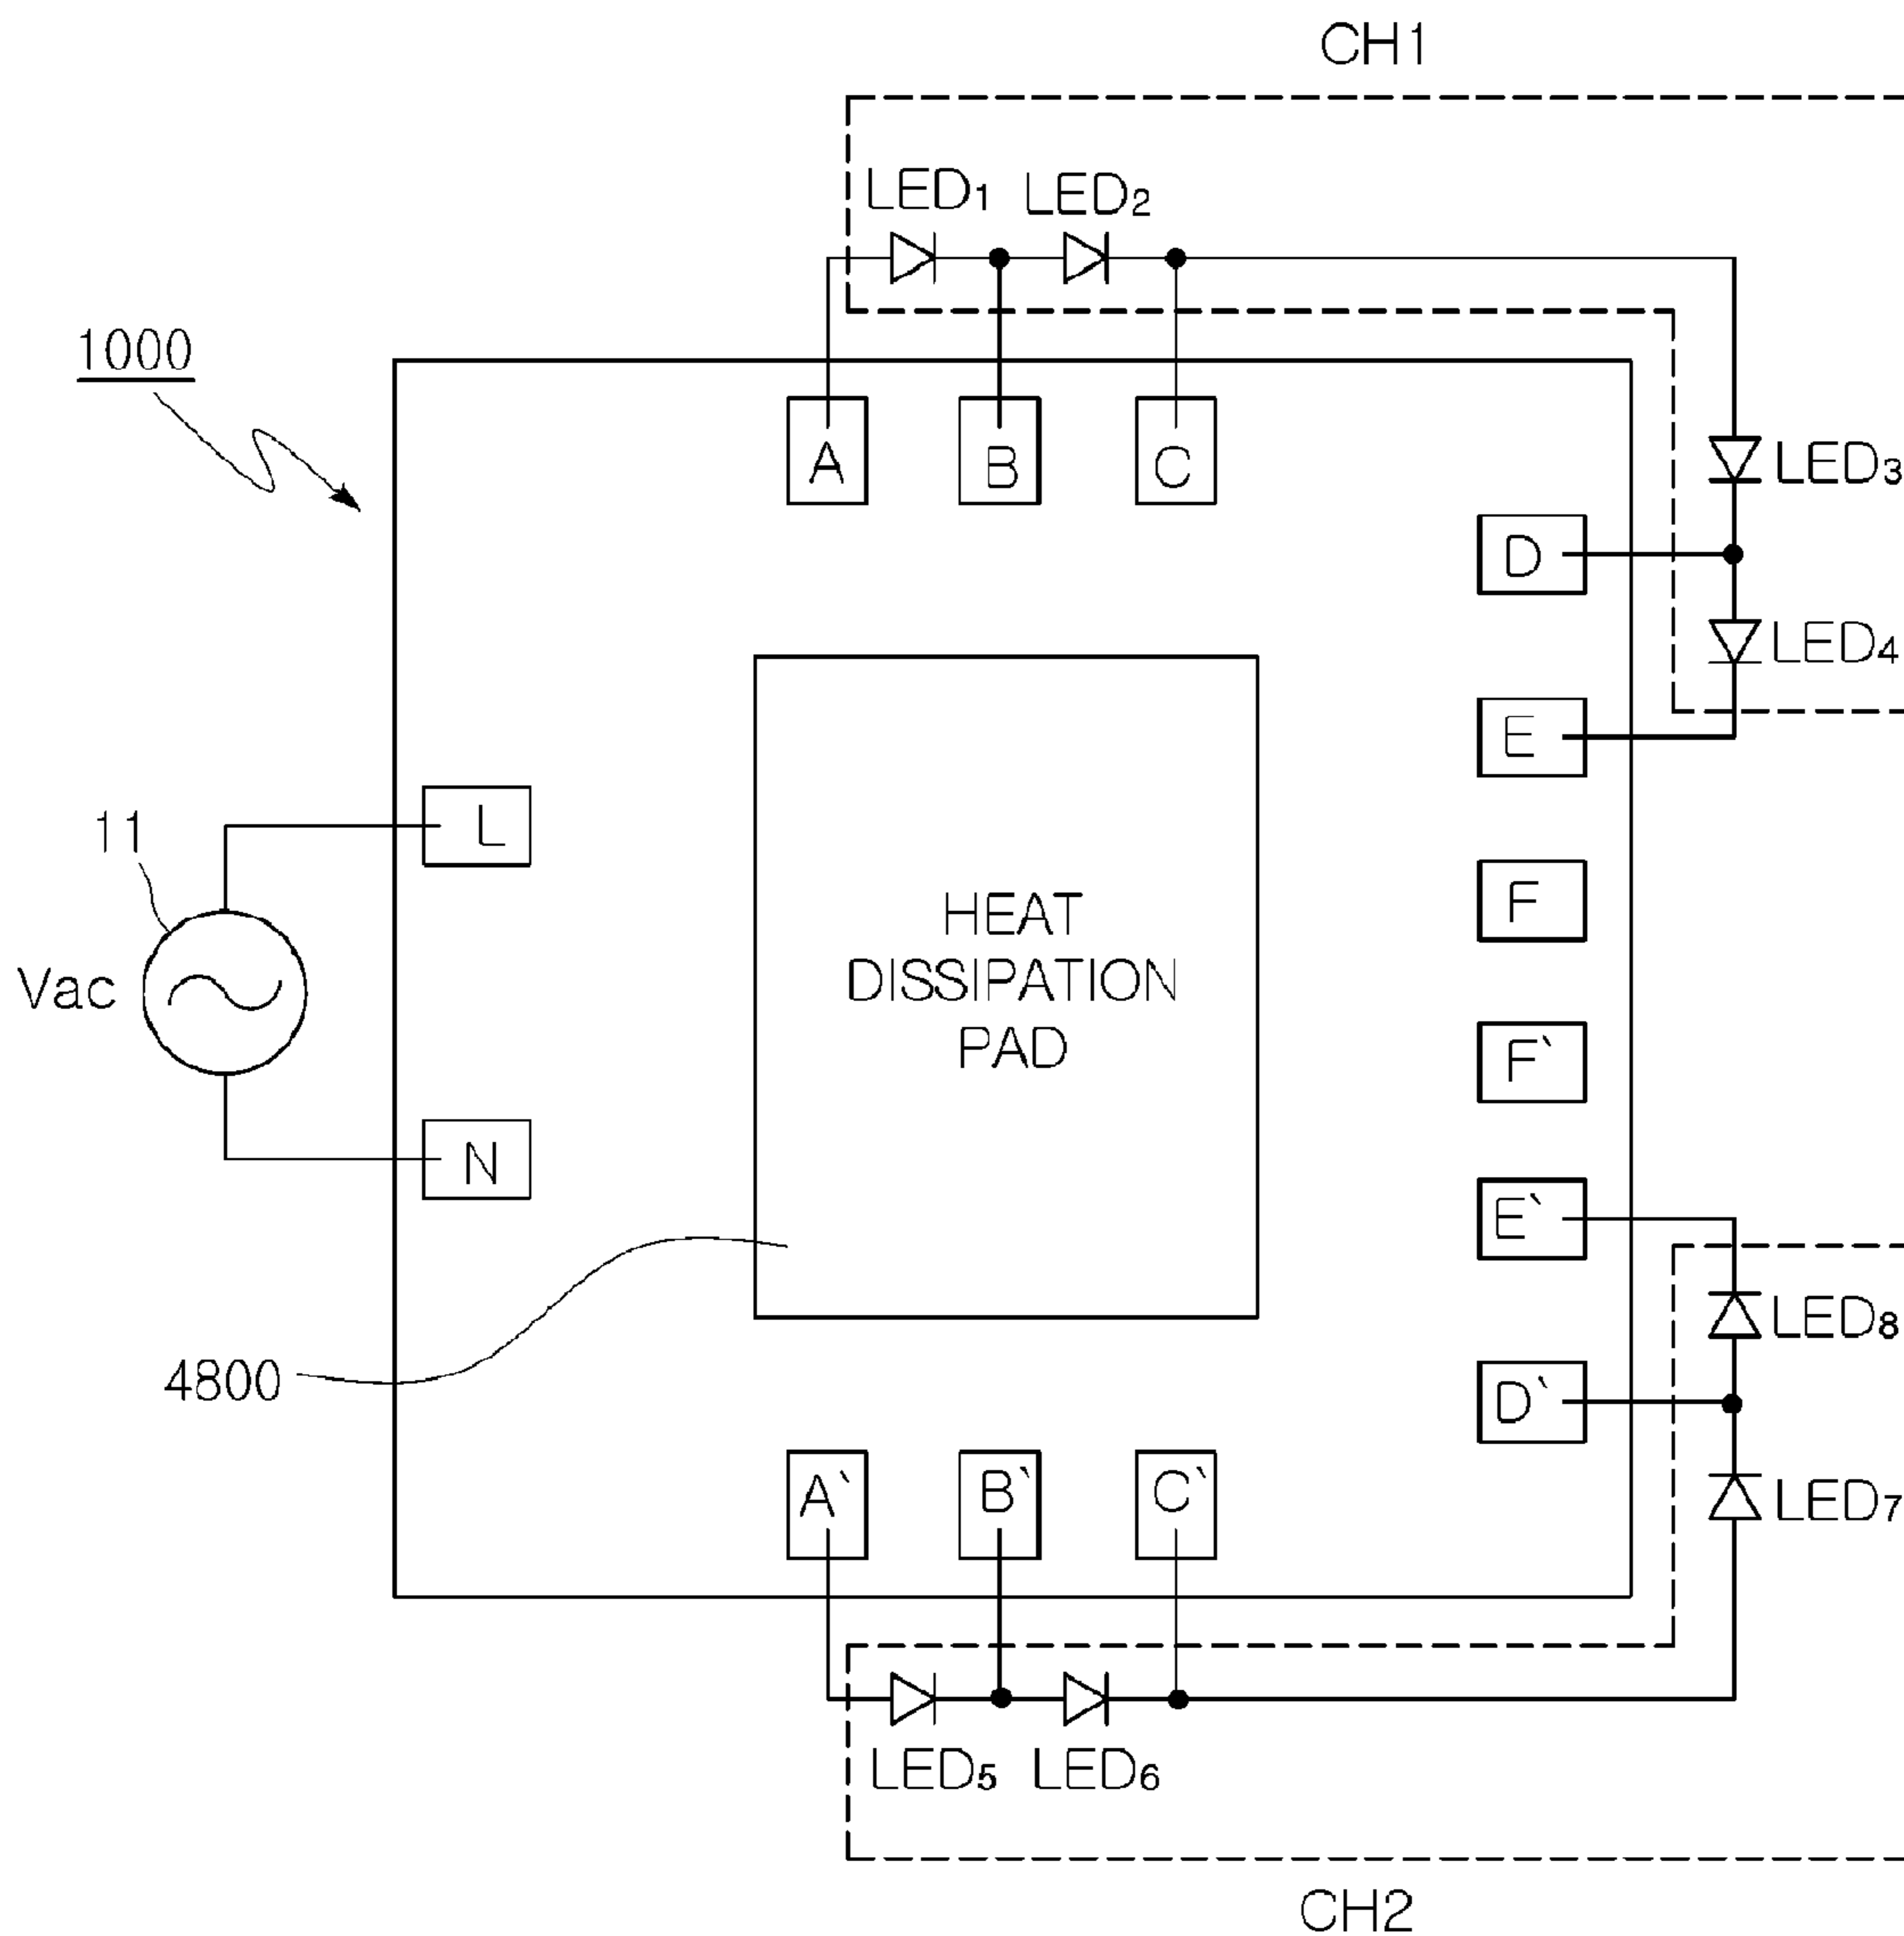 CH1
LED1 LED2
1000
A B C
LED3
D
LED4
E
L
11
F
HEAT
DISSIPATION
PAD
Vac
F`
N
E`
LED8
4800
D`
A` B` C`
LED7
LED5 LED6
CH2